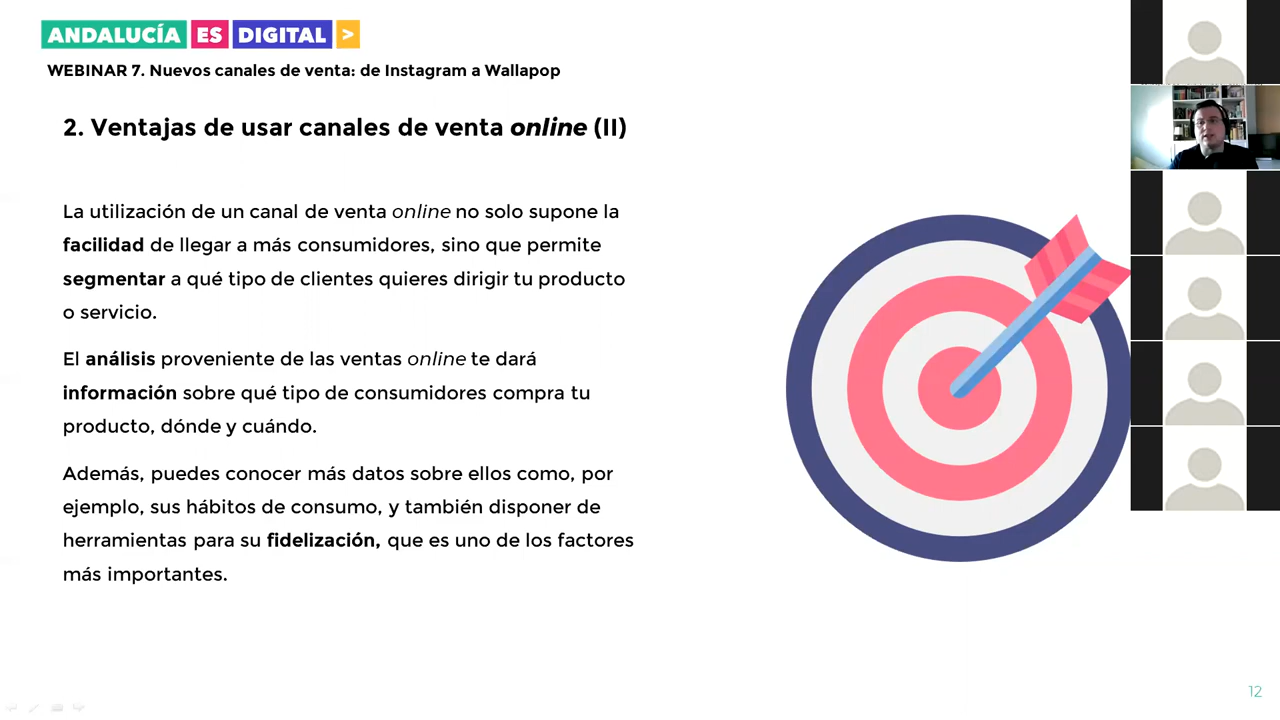 ANDALUCÍA ES DIGITAL >
WEBINAR 7. Nuevos canales de venta: de Instagram a Wallapop
2. Ventajas de usar canales de venta online (II)
La utilización de un canal de venta online no solo supone la
facilidad de llegar a más consumidores, sino que permite
segmentar a qué tipo de clientes quieres dirigir tu producto
o servicio.
El análisis proveniente de las ventas online te dará
información sobre qué tipo de consumidores compra tu
producto, dónde y cuándo.
Además, puedes conocer más datos sobre ellos como, por
ejemplo, sus hábitos de consumo, y también disponer de
herramientas para su fidelización, que es uno de los factores
más importantes.
12